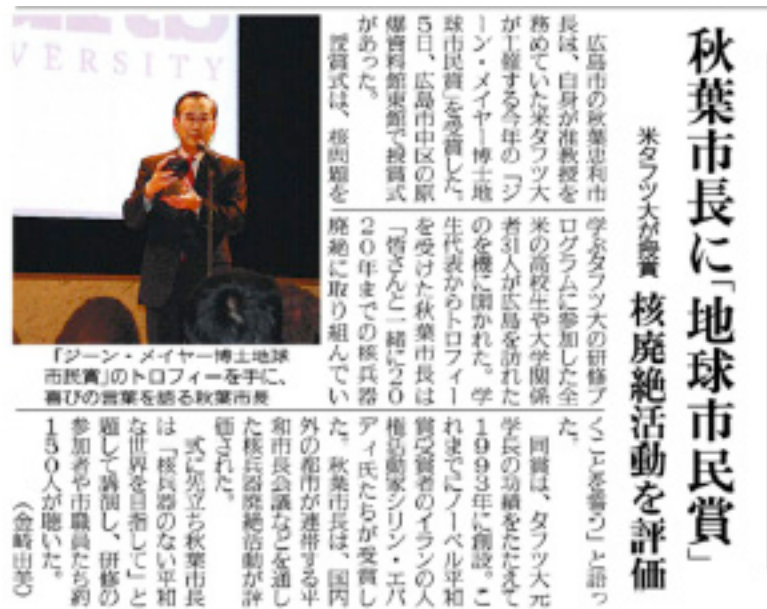 秋葉市長に「地球市民賞」
米タフツ大が授賞 核廃絶活動を評価
広島市の秋葉忠利市
長は、自身が准教授を
務めていた米タフツ大
が主催する今年の「ジ
ーン・メイヤー博士地
球市民賞」を受賞した。
5日、広島市中区の原
爆資料館東館で授賞式
があった。
授賞式は、核問題を
学ぶタフツ大の研修プ
ログラムに参加した全
米の高校生や大学関係
者31人が広島を訪れた
のを機に開かれた。学
生代表からトロフィー
を受けた秋葉市長は
「皆さんと一緒に20
20年までの核兵器
廃絶に取り組んでい
くことを誓う」と語っ
た。
同賞は、タフツ大元
学長の功績をたたえて
1993年に創設。こ
れまでにノーベル平和
賞受賞者のイランの人
権活動家シリン・エバ
ディ氏たちが受賞し
た。秋葉市長は、国内
外の都市が連帯する平
和市長会議などを通し
た核兵器廃絶活動が評
価された。
式に先立ち秋葉市長
は「核兵器のない平和
な世界を目指して」と
題して講演し、研修の
参加者や市職員たち約
150人が聴いた。
（金崎由美）
VERSITY
「ジーン・メイヤー博士地球
市民賞」のトロフィーを手に、
喜びの言葉を語る秋葉市長